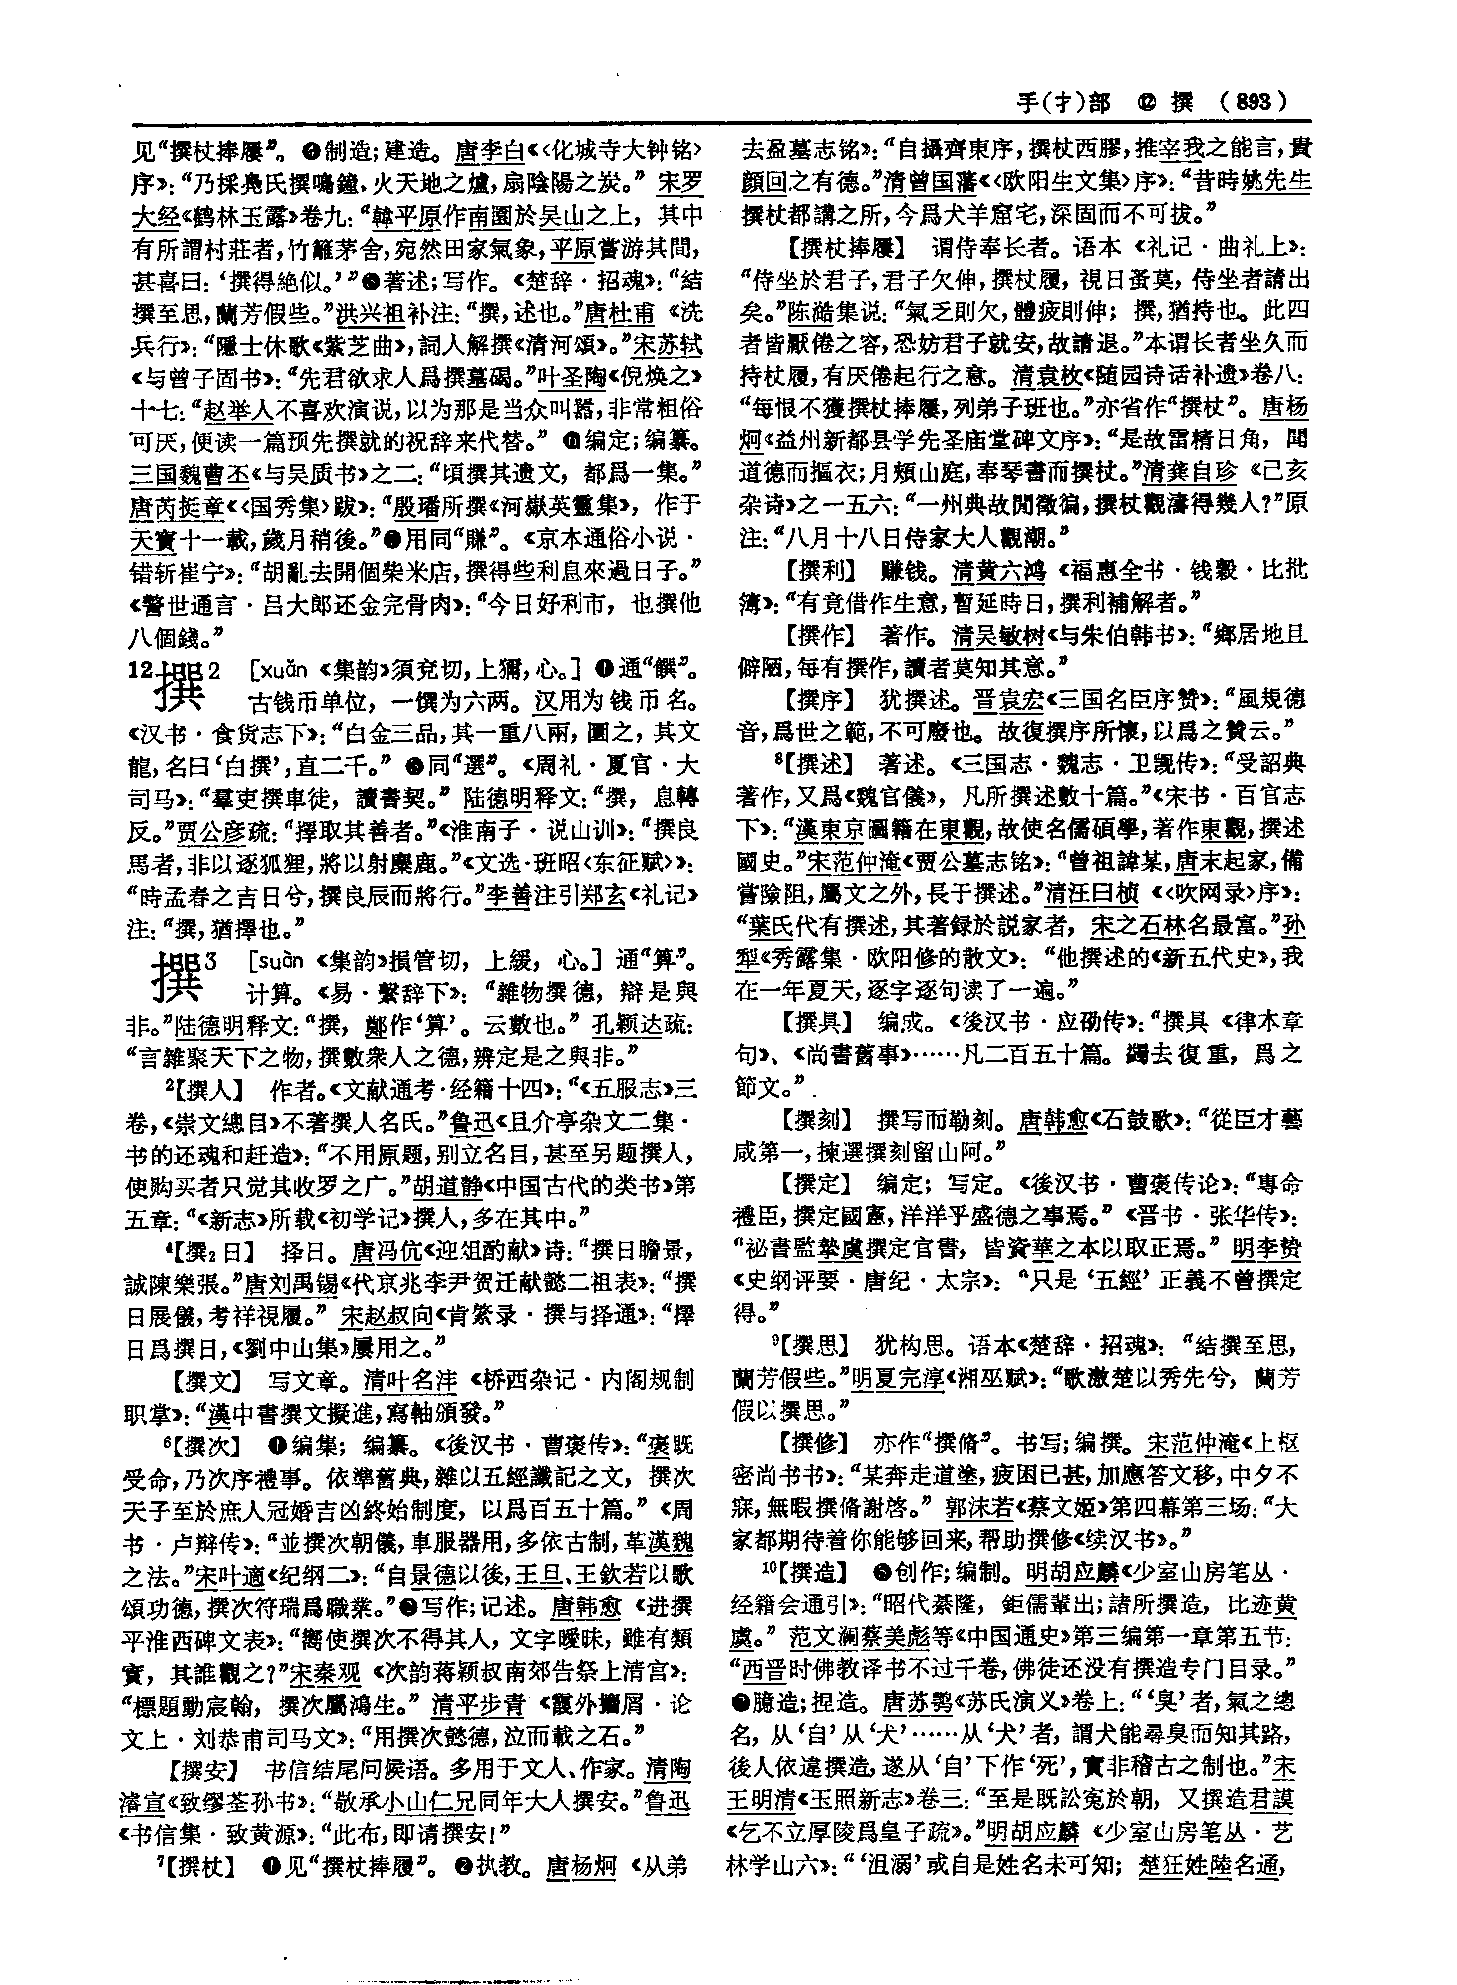 手(扌)部 ⑫ 撰 （893）
见“撰杖捧屦”。❹制造;建造。唐李白《〈化城寺大钟铭〉
序》：“乃採凫氏撰鳴鐘，火天地之爐，扇陰陽之炭。” 宋罗
大经《鹤林玉露》卷九：“韓平原作南園於吴山之上，其中
有所謂村莊者，竹籬茅舍，宛然田家氣象，平原嘗游其間，
甚喜曰：‘撰得絶似。’”❺著述；写作。《楚辞·招魂》：“結
撰至思，蘭芳假些。”洪兴祖补注：“撰，述也。”唐杜甫《洗
兵行》：“隱士休歌《紫芝曲》，詞人解撰《清河頌》。”宋苏轼
《与曾子固书》：“先君欲求人爲撰墓碣。”叶圣陶《倪焕之》
十七：“赵举人不喜欢演说，以为那是当众叫嚣，非常粗俗
可厌，便读一篇预先撰就的祝辞来代替。” 编定；编纂。
三国魏曹丕《与吴质书》之二：“頃撰其遗文，都爲一集。”
唐芮挺章《〈国秀集〉跋》：“殷璠所撰《河嶽英靈集》，作于
天寶十一載，歲月稍後。”用同“賺”。《京本通俗小说·
错斩崔宁》：“胡亂去開個柴米店，撰得些利息來過日子。”
《警世通言·吕大郎还金完骨肉》：“今日好利市，也撰他
八個錢。”
12撰2 [xuǎn 《集韵》須兖切，上獮，心。] ❶通“饌”。
古钱币单位，一馔为六两。汉用为钱币名。
《汉书·食货志下》：“白金三品，其一重八兩，圜之，其文
龍，名曰‘白撰’，直二千。” ❷同“選”。《周礼·夏官·大
司马》：“羣吏撰車徒，讀書契。” 陆德明释文：“撰，息轉
反。”贾公彦疏：“擇取其善者。”《淮南子·说山训》：“撰良
馬者，非以逐狐狸，將以射麋鹿。”《文选·班昭〈东征赋〉》：
“時孟春之吉日兮，撰良辰而將行。”李善注引郑玄《礼记》
注：“撰，猶擇也。”
撰3 [suàn 《集韵》損管切，上緩，心。] 通“算”。
计算。《易·繫辞下》：“雜物撰德，辯是與
非。”陆德明释文：“撰，鄭作‘算’。云數也。” 孔颖达疏：
“言雜聚天下之物，撰數衆人之德，辨定是之與非。”
2【撰人】 作者。《文献通考·经籍十四》：“《五服志》三
卷，《崇文總目》不著撰人名氏。”鲁迅《且介亭杂文二集·
书的还魂和赶造》：“不用原题，别立名目，甚至另题撰人，
使购买者只觉其收罗之广。”胡道静《中国古代的类书》第
五章：“《新志》所载《初学记》撰人，多在其中。”
4【撰2日】 择日。唐冯伉《迎俎酌献》诗：“撰日瞻景，
誠陳樂張。”唐刘禹锡《代京兆李尹贺迁献懿二祖表》：“撰
日展儀，考祥視履。” 宋赵叔向《肯綮录·撰与择通》：“擇
日爲撰日，《劉中山集》屢用之。”
【撰文】 写文章。清叶名沣《桥西杂记·内阁规制
职掌》：“漢中書撰文擬進，寫軸頒發。”
6【撰次】 ❶编集；编纂。《後汉书·曹褒传》：“褒既
受命，乃次序禮事。依準舊典，雜以五經讖記之文，撰次
天子至於庶人冠婚吉凶終始制度，以爲百五十篇。”《周
书·卢辩传》：“並撰次朝儀，車服器用，多依古制，革漢魏
之法。”宋叶適《纪纲二》：“自景德以後，王旦、王欽若以歌
頌功德，撰次符瑞爲職業。”❷写作；记述。唐韩愈《进撰
平淮西碑文表》：“嚮使撰次不得其人，文字曖昧，雖有類
實，其誰觀之？”宋秦观《次韵蒋颖叔南郊告祭上清宫》：
“標題動宸翰，撰次屬鴻生。” 清平步青《霞外攟屑·论
文上·刘恭甫司马文》：“用撰次懿德，泣而載之石。”
【撰安】 书信结尾问候语。多用于文人、作家。清陶
濬宣《致缪荃孙书》：“敬承小山仁兄同年大人撰安。”鲁迅
《书信集·致黄源》：“此布，即请撰安！”
7【撰杖】 ❶见“撰杖捧屦”。❷执教。唐杨炯《从弟
去盈墓志铭》：“自攝齊東序，撰杖西膠，推宰我之能言，貴
顔回之有德。”清曾国藩《〈欧阳生文集〉序》：“昔時姚先生
撰杖都講之所，今爲犬羊窟宅，深固而不可拔。”
【撰杖捧屦】 谓侍奉长者。语本《礼记·曲礼上》：
“侍坐於君子，君子欠伸，撰杖屨，視日蚤莫，侍坐者請出
矣。”陈澔集说：“氣乏則欠，體疲則伸；撰，猶持也。此四
者皆厭倦之容，恐妨君子就安，故請退。”本谓长者坐久而
持杖屦，有厌倦起行之意。清袁枚《随园诗话补遗》卷八：
“每恨不獲撰杖捧屨，列弟子班也。”亦省作“撰杖”。唐杨
炯《益州新都县学先圣庙堂碑文序》：“是故雷精日角，聞
道德而摳衣；月頰山庭，奉琴書而撰杖。”清龚自珍《己亥
杂诗》之一五六：“一州典故閒徵徧，撰杖觀濤得幾人？”原
注：“八月十八日侍家大人觀潮。”
【撰利】 赚钱。清黄六鸿《福惠全书·钱穀·比批
簿》：“有竟借作生意，暫延時日，撰利補解者。”
【撰作】 著作。清吴敏树《与朱伯韩书》：“鄉居地且
僻陋，每有撰作，讀者莫知其意。”
【撰序】 犹撰述。晋袁宏《三国名臣序赞》：“風規德
音，爲世之範，不可廢也。故復撰序所懷，以爲之贊云。”
8【撰述】 著述。《三国志·魏志·卫觊传》：“受詔典
著作，又爲《魏官儀》，凡所撰述數十篇。”《宋书·百官志
下》：“漢東京圖籍在東觀，故使名儒碩學，著作東觀，撰述
國史。”宋范仲淹《贾公墓志铭》：“曾祖諱某，唐末起家，備
嘗險阻，屬文之外，長于撰述。”清汪曰桢《〈吹网录〉序》：
“葉氏代有撰述，其著録於説家者，宋之石林名最富。”孙
犁《秀露集·欧阳修的散文》：“他撰述的《新五代史》，我
在一年夏天，逐字逐句读了一遍。”
【撰具】 编成。《後汉书·应劭传》：“撰具《律本章
句》、《尚書舊事》……凡二百五十篇。蠲去復重，爲之
節文。”
【撰刻】 撰写而勒刻。唐韩愈《石鼓歌》：“從臣才藝
咸第一，揀選撰刻留山阿。”
【撰定】 编定；写定。《後汉书·曹褒传论》：“專命
禮臣，撰定國憲，洋洋乎盛德之事焉。”《晋书·张华传》：
“祕書監摯虞撰定官書，皆資華之本以取正焉。” 明李贽
《史纲评要·唐纪·太宗》：“只是‘五經’正義不曾撰定
得。”
9【撰思】 犹构思。语本《楚辞·招魂》：“結撰至思，
蘭芳假些。”明夏完淳《湘巫赋》：“歌激楚以秀先兮，蘭芳
假以撰思。”
【撰修】 亦作“撰脩”。书写；编撰。宋范仲淹《上枢
密尚书书》：“某奔走道塗，疲困已甚，加應答文移，中夕不
寐，無暇撰脩謝啓。” 郭沫若《蔡文姬》第四幕第三场：“大
家都期待着你能够回来，帮助撰修《续汉书》。”
10【撰造】 ❶创作；编制。明胡应麟《少室山房笔丛·
经籍会通引》：“昭代綦隆，鉅儒輩出；諸所撰造，比迹黄
虞。” 范文澜蔡美彪等《中国通史》第三编第一章第五节：
“西晋时佛教译书不过千卷，佛徒还没有撰造专门目录。”
❷臆造；捏造。唐苏鹗《苏氏演义》卷上：“‘臭’者，氣之總
名，从‘自’从‘犬’……从‘犬’者，謂犬能尋臭而知其路，
後人依違撰造，遂从‘自’下作‘死’，實非稽古之制也。”宋
王明清《玉照新志》卷三：“至是既訟寃於朝，又撰造君謨
《乞不立厚陵爲皇子疏》。”明胡应麟《少室山房笔丛·艺
林学山六》：“‘沮溺’或自是姓名未可知；楚狂姓陸名通，